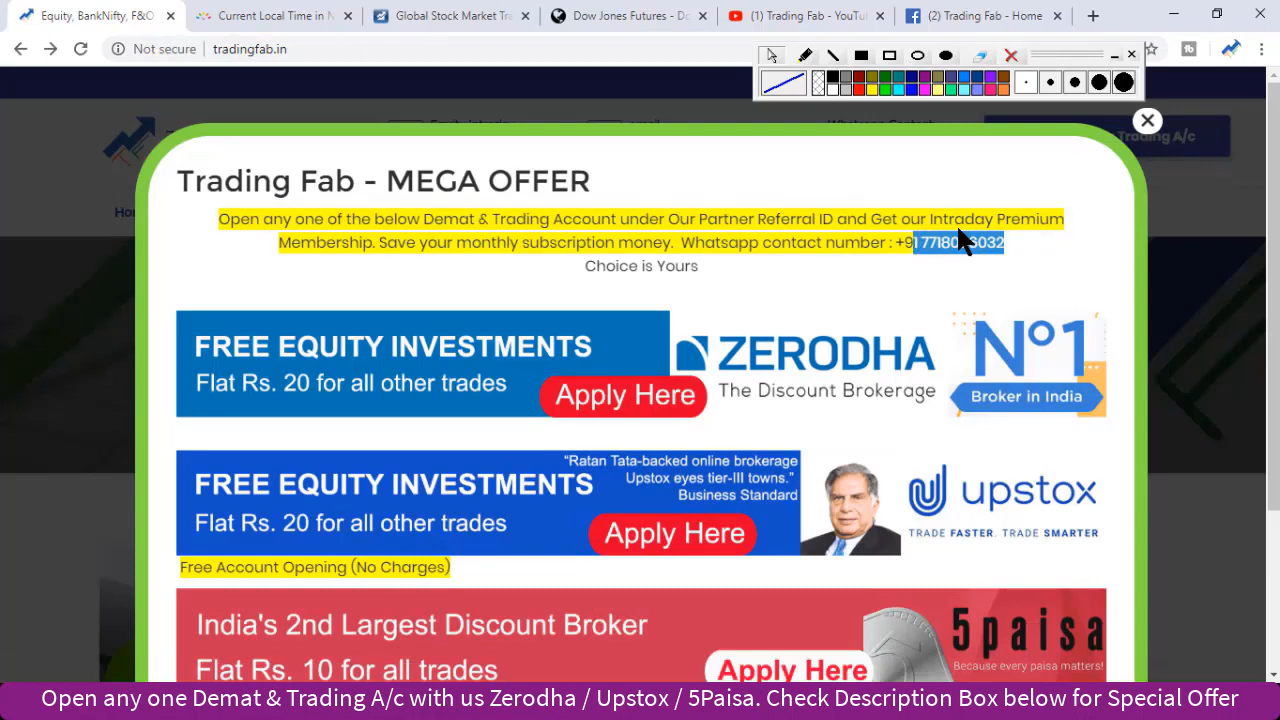 Equity, BankNifty, F&O
Current Local Time in N
Global Stock Market Tr
Dow Jones Futures - Do
(1) Trading Fab - YouTu
(2) Trading Fab - Home
Not secure
tradingfab.in
Trading A/c
Trading Fab - MEGA OFFER
Open any one of the below Demat & Trading Account under Our Partner Referral ID and Get our Intraday Premium
Membership. Save your monthly subscription money. Whatsapp contact number : +91
Choice is Yours
FREE EQUITY INVESTMENTS
Flat Rs. 20 for all other trades
Apply Here
ZERODHA
The Discount Brokerage
Nº1
Broker in India
FREE EQUITY INVESTMENTS
Flat Rs. 20 for all other trades
"Ratan Tata-backed online brokerage
Upstox eyes tier-III towns."
Business Standard
Apply Here
upstox
TRADE FASTER. TRADE SMARTER
Free Account Opening (No Charges)
India's 2nd Largest Discount Broker
Flat Rs. 10 for all trades
Apply Here
5paisa
Because every paisa matters!
Open any one Demat & Trading A/c with us Zerodha / Upstox / 5Paisa. Check Description Box below for Special Offer